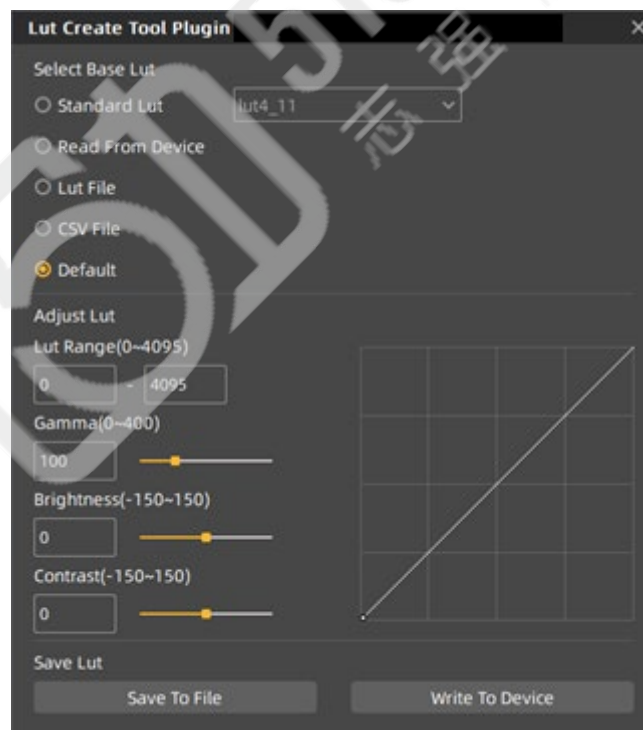 Lut Create Tool Plugin
Select Base Lut
Standard Lut lut4_11
Read From Device
Lut File
CSV File
Default
Adjust Lut
Lut Range(0~4095)
0 - 4095
Gamma(0~400)
100
Brightness(-150~150)
0
Contrast(-150~150)
0
Save Lut
Save To File Write To Device
志强